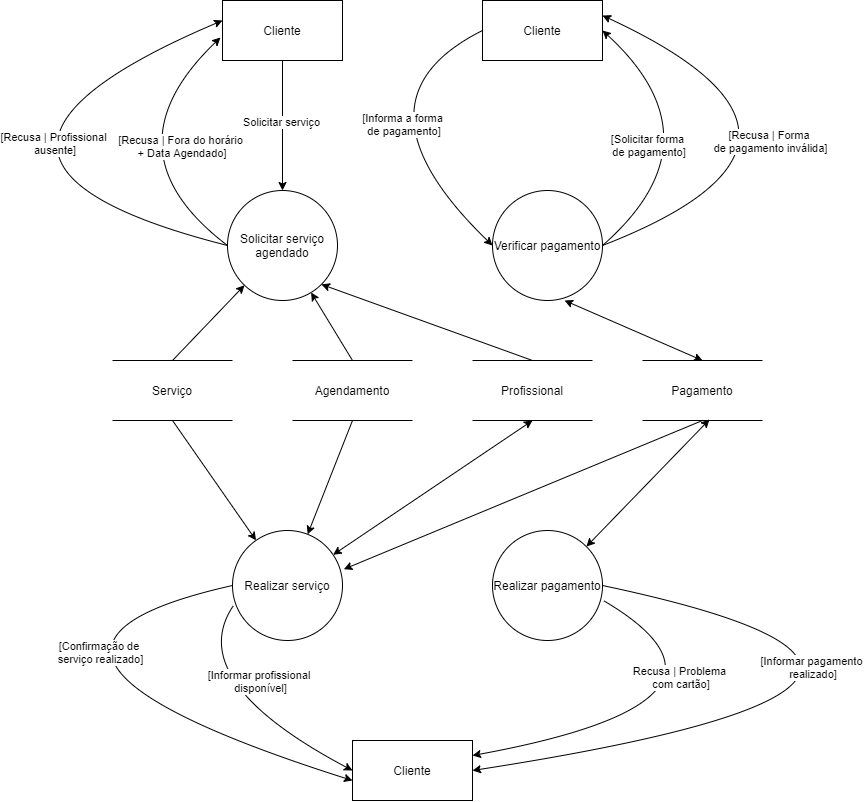 Cliente
Cliente
Solicitar serviço
[Informa a forma
de pagamento]
[Recusa | Profissional
ausente]
[Recusa | Fora do horário
+ Data Agendado]
[Solicitar forma
de pagamento]
[Recusa | Forma
de pagamento inválida]
Solicitar serviço
agendado
Verificar pagamento
Serviço
Agendamento
Profissional
Pagamento
Realizar serviço
Realizar pagamento
[Confirmação de
serviço realizado]
[Informar profissional
disponível]
Recusa | Problema
com cartão]
[Informar pagamento
realizado]
Cliente